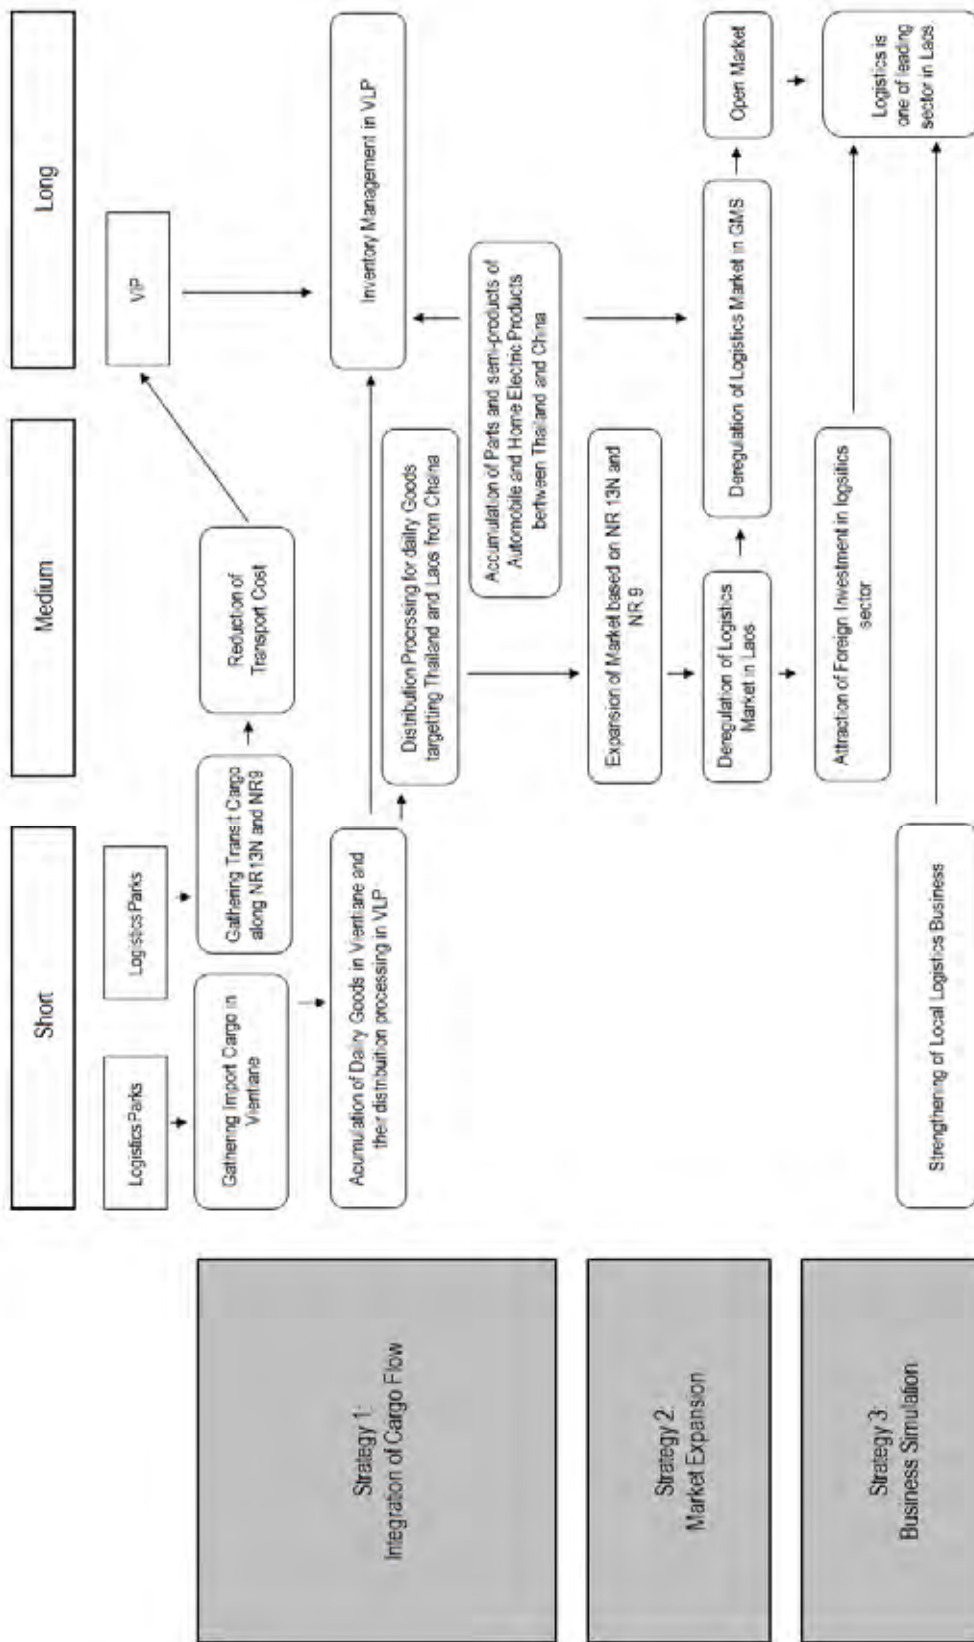 Short
Medium
Long
Logistics Parks
Logistics Parks
VIP
Strategy 1:
Integration of Cargo Flow
Gathering Import Cargo in
Vientiane
Gathering Transit Cargo
along NR13N and NR9
Reduction of
Transport Cost
Acumulation of Dailry Goods in Vientiane and
their distribuition processing in VLP
Inventory Management in VLP
Distribution Procrssing for dailry Goods
targetting Thailand and Laos from Chaina
Accumulation of Parts and semi-products of
Automobile and Home Electric Products
bertween Thailand and China
Strategy 2:
Market Expansion
Expansion of Market based on NR 13N and
NR 9
Deregulation of Logistics
Market in Laos
Deregulation of Logistics Market in GMS
Open Market
Strategy 3:
Business Simulation
Attraction of Foreign Investment in logsitics
sector
Logistics is
one of leading
sector in Laos
Strengthening of Local Logistics Business